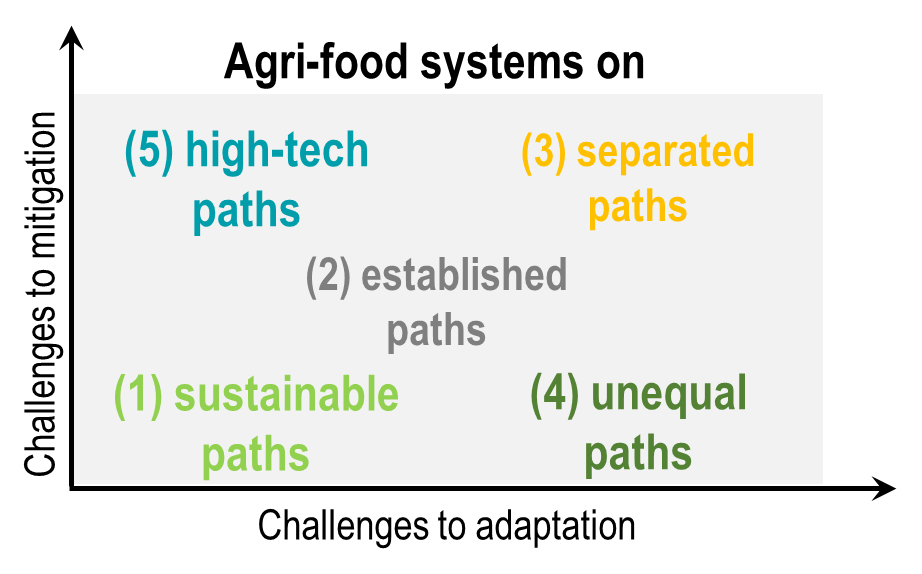 Agri-food systems on
Challenges to mitigation
(5) high-tech
paths
(3) separated
paths
(2) established
paths
(1) sustainable
paths
(4) unequal
paths
Challenges to adaptation